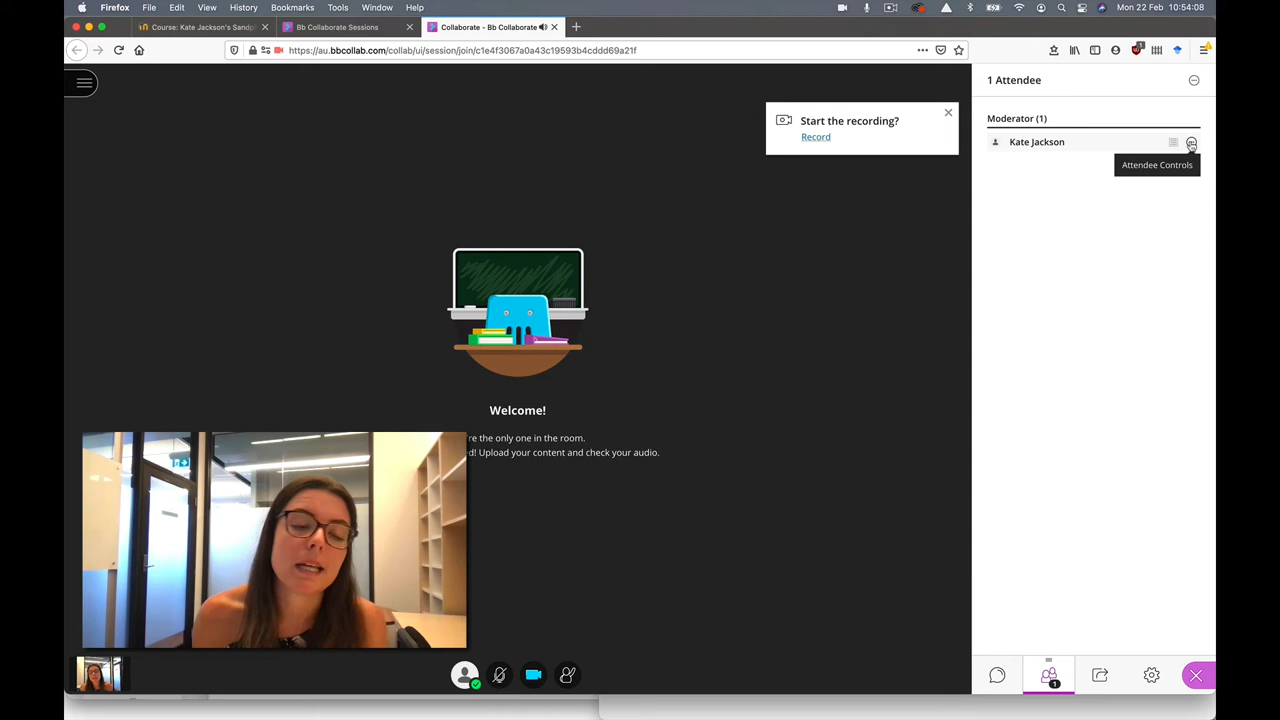 Firefox File Edit View History Bookmarks Tools Window Help Mon 22 Feb 10:54:08
Course: Kate Jackson's Sandp
Bb Collaborate Sessions
Collaborate - Bb Collaborate
https://au.bbcollab.com/collab/ui/session/join/c1e4f3067a0a43c19593b4cddd69a21f
1 Attendee
Start the recording?
Record
Moderator (1)
Kate Jackson
Attendee Controls
Welcome!
re the only one in the room.
d! Upload your content and check your audio.
1